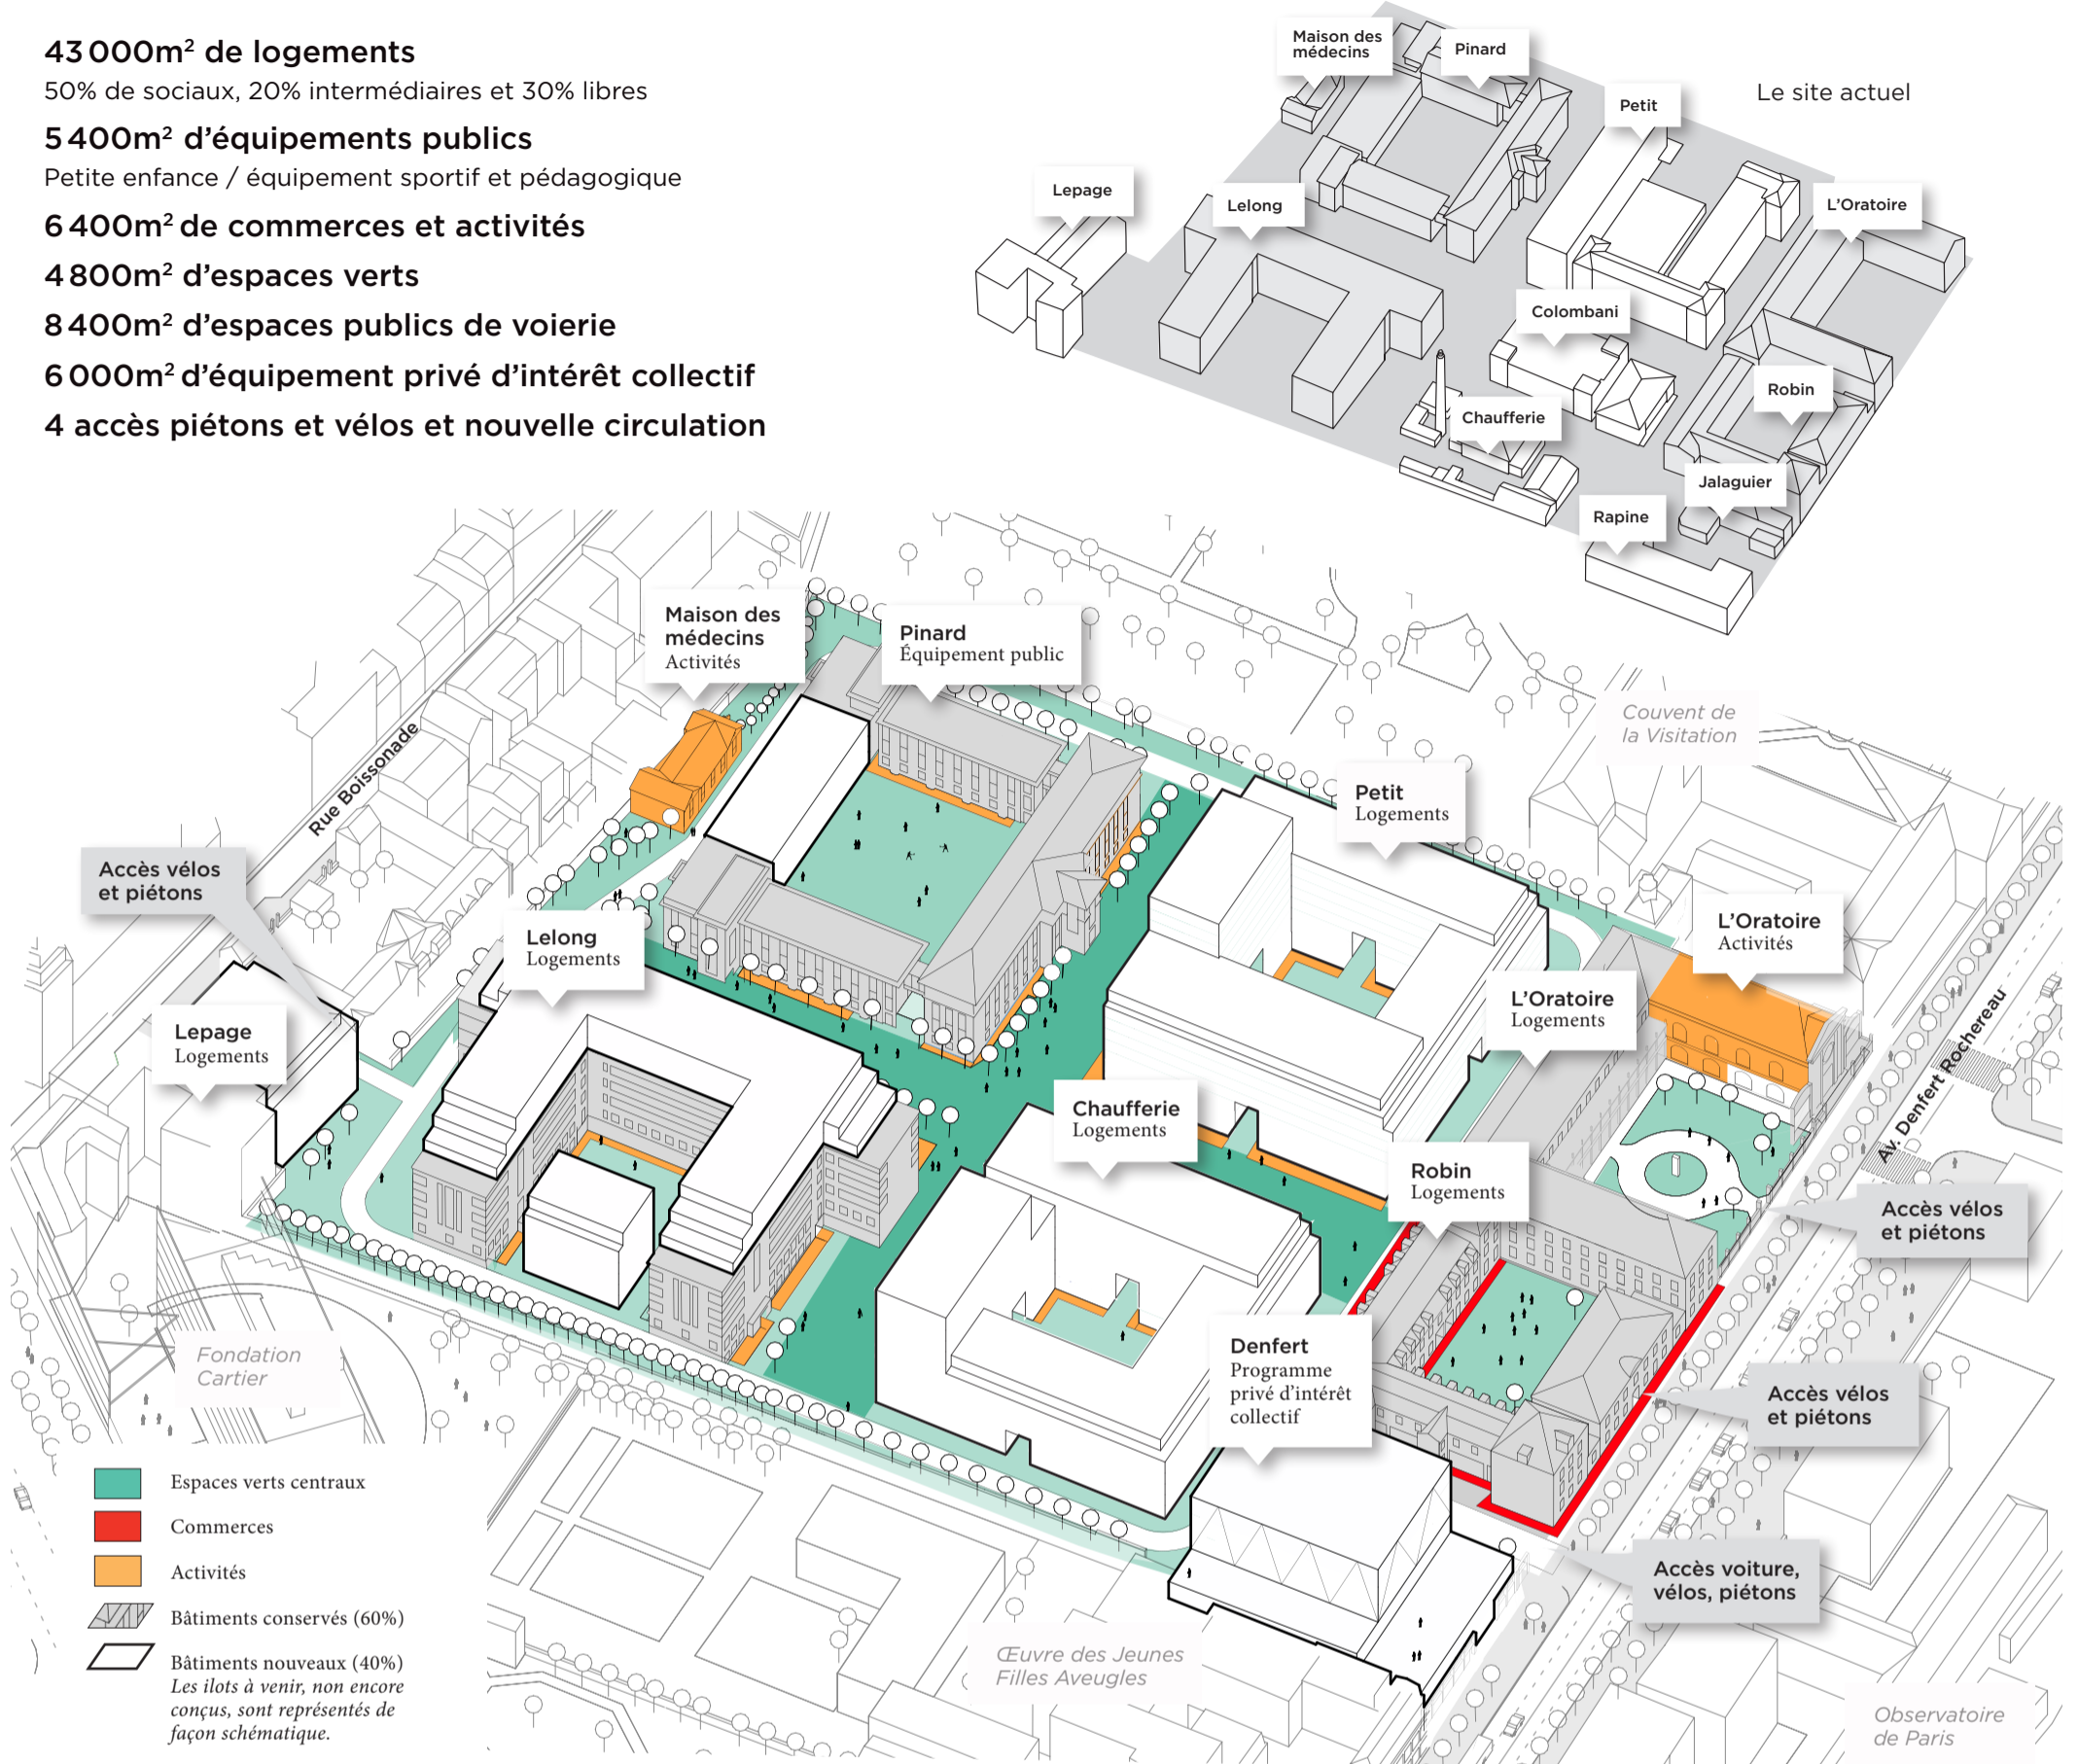 43 000m² de logements
50% de sociaux, 20% intermédiaires et 30% libres
5 400m² d’équipements publics
Petite enfance / équipement sportif et pédagogique
6 400m² de commerces et activités
4 800m² d’espaces verts
8 400m² d’espaces publics de voierie
6 000m² d’équipement privé d’intérêt collectif
4 accès piétons et vélos et nouvelle circulation
Le site actuel
Maison des
médecins
Pinard
Petit
Lepage
Lelong
L’Oratoire
Colombani
Robin
Chaufferie
Jalaguier
Rapine
Maison des
médecins
Activités
Pinard
Équipement public
Couvent de
la Visitation
Rue Boissonade
Petit
Logements
Accès vélos
et piétons
Lelong
Logements
L’Oratoire
Activités
L’Oratoire
Logements
Lepage
Logements
Av. Denfert Rochereau
Chaufferie
Logements
Robin
Logements
Accès vélos
et piétons
Fondation
Cartier
Denfert
Programme
privé d’intérêt
collectif
Accès vélos
et piétons
Accès voiture,
vélos, piétons
Œuvre des Jeunes
Filles Aveugles
Observatoire
de Paris
Espaces verts centraux
Commerces
Activités
Bâtiments conservés (60%)
Bâtiments nouveaux (40%)
Les ilots à venir, non encore
conçus, sont représentés de
façon schématique.